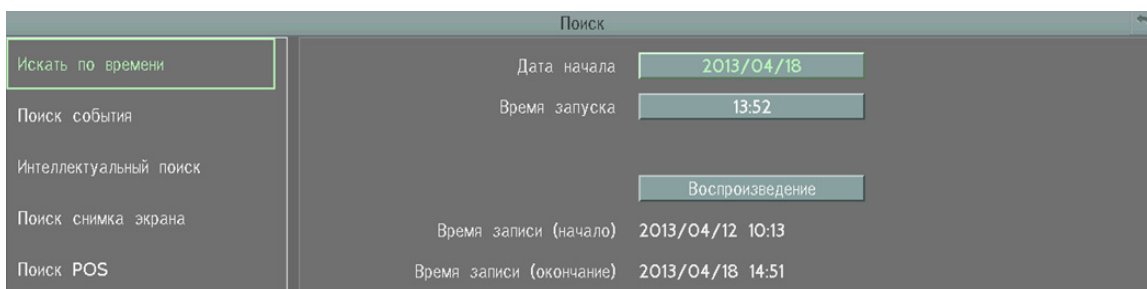 Поиск
Искать по времени
Поиск события
Интеллектуальный поиск
Поиск снимка экрана
Поиск POS
Дата начала 2013/04/18
Время запуска 13:52
Воспроизведение
Время записи (начало) 2013/04/12 10:13
Время записи (окончание) 2013/04/18 14:51